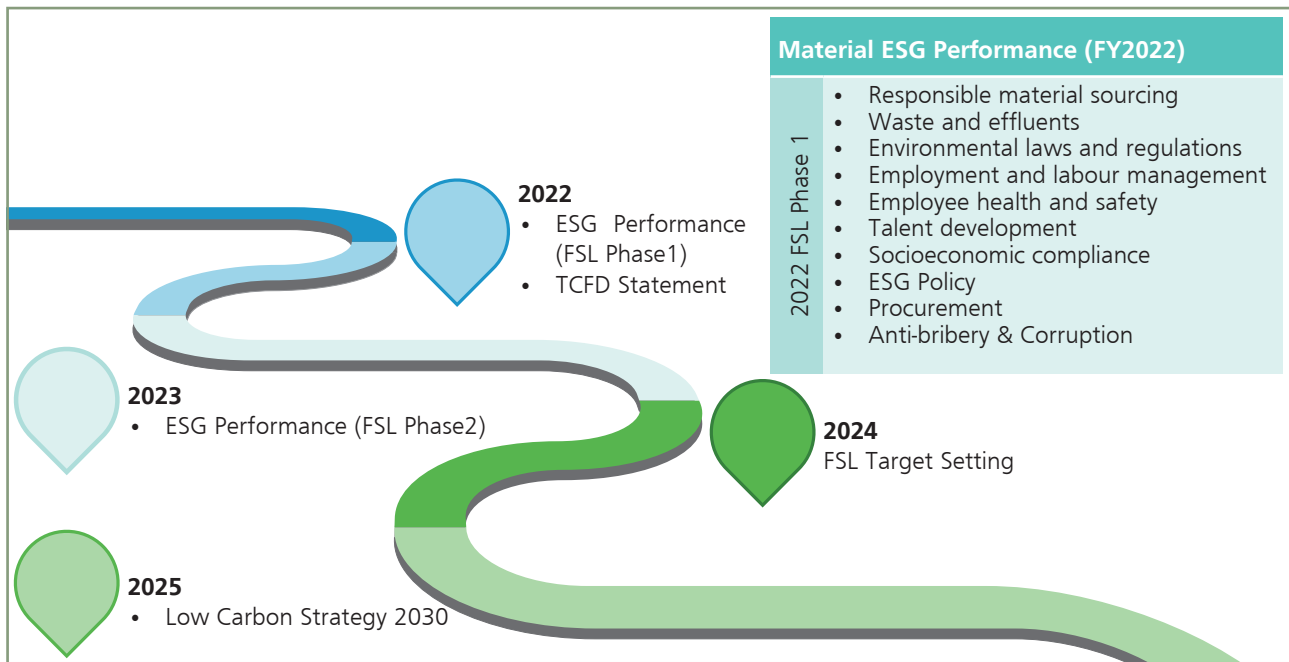 Material ESG Performance (FY2022)
2022 FSL Phase 1
• Responsible material sourcing
• Waste and effluents
• Environmental laws and regulations
• Employment and labour management
• Employee health and safety
• Talent development
• Socioeconomic compliance
• ESG Policy
• Procurement
• Anti-bribery & Corruption
2022
• ESG Performance
(FSL Phase1)
• TCFD Statement
2023
• ESG Performance (FSL Phase2)
2024
FSL Target Setting
2025
• Low Carbon Strategy 2030